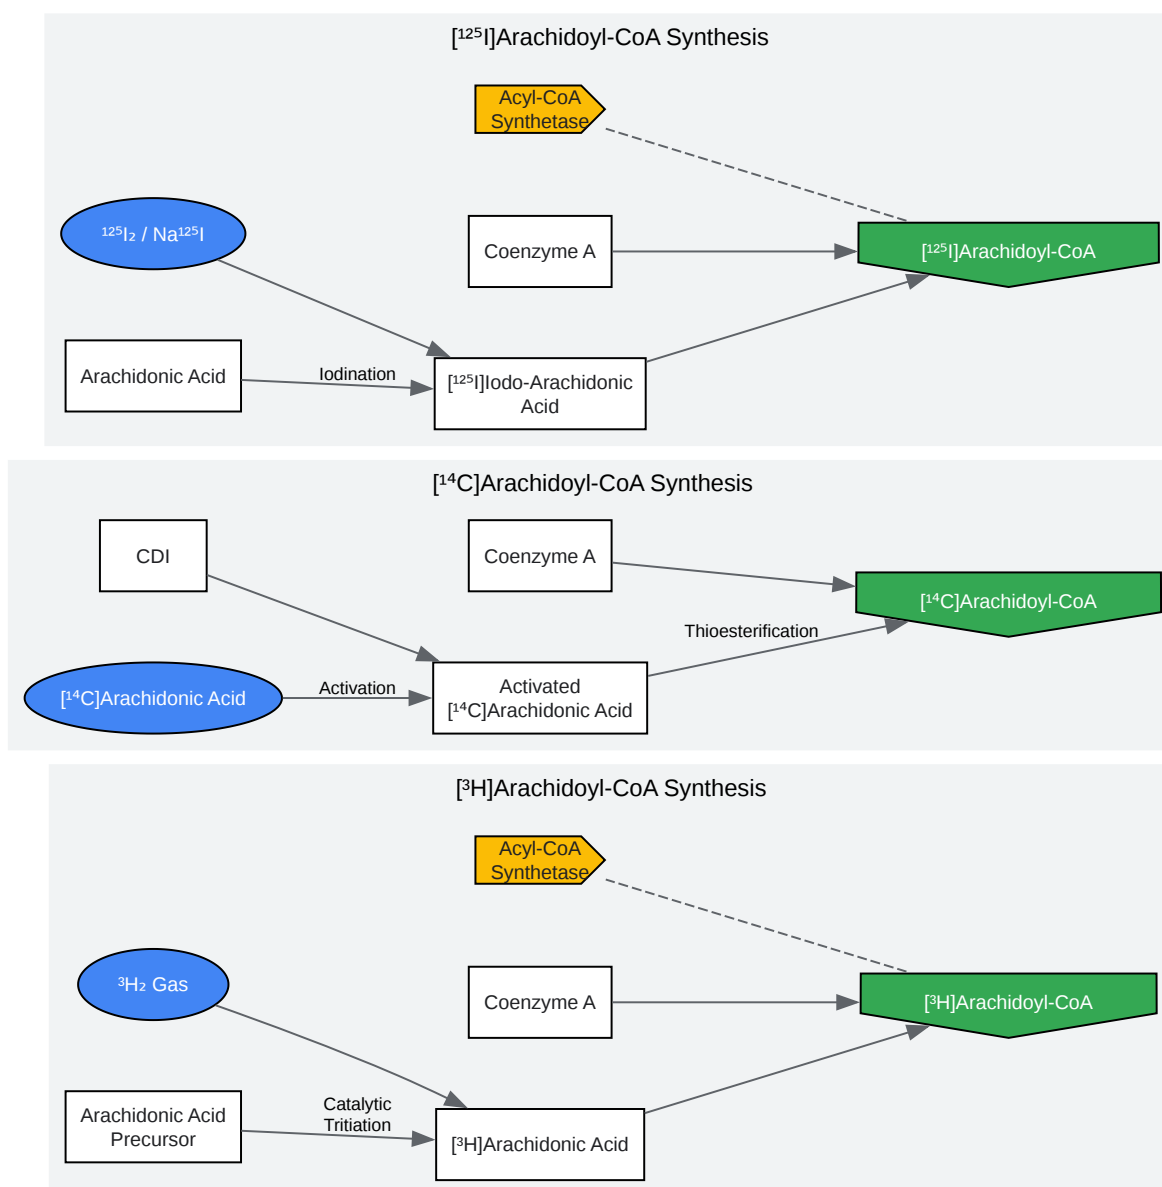 [¹²⁵I]Arachidoyl-CoA Synthesis
Acyl-CoA
Synthetase
¹²⁵I₂ / Na¹²⁵I
Coenzyme A
[¹²⁵I]Arachidoyl-CoA
Arachidonic Acid
Iodination
[¹²⁵I]Iodo-Arachidonic
Acid
[¹⁴C]Arachidoyl-CoA Synthesis
CDI
Coenzyme A
[¹⁴C]Arachidoyl-CoA
Thioesterification
[¹⁴C]Arachidonic Acid
Activation
Activated
[¹⁴C]Arachidonic Acid
[³H]Arachidoyl-CoA Synthesis
Acyl-CoA
Synthetase
³H₂ Gas
Coenzyme A
[³H]Arachidoyl-CoA
Arachidonic Acid
Precursor
Catalytic
Tritiation
[³H]Arachidonic Acid